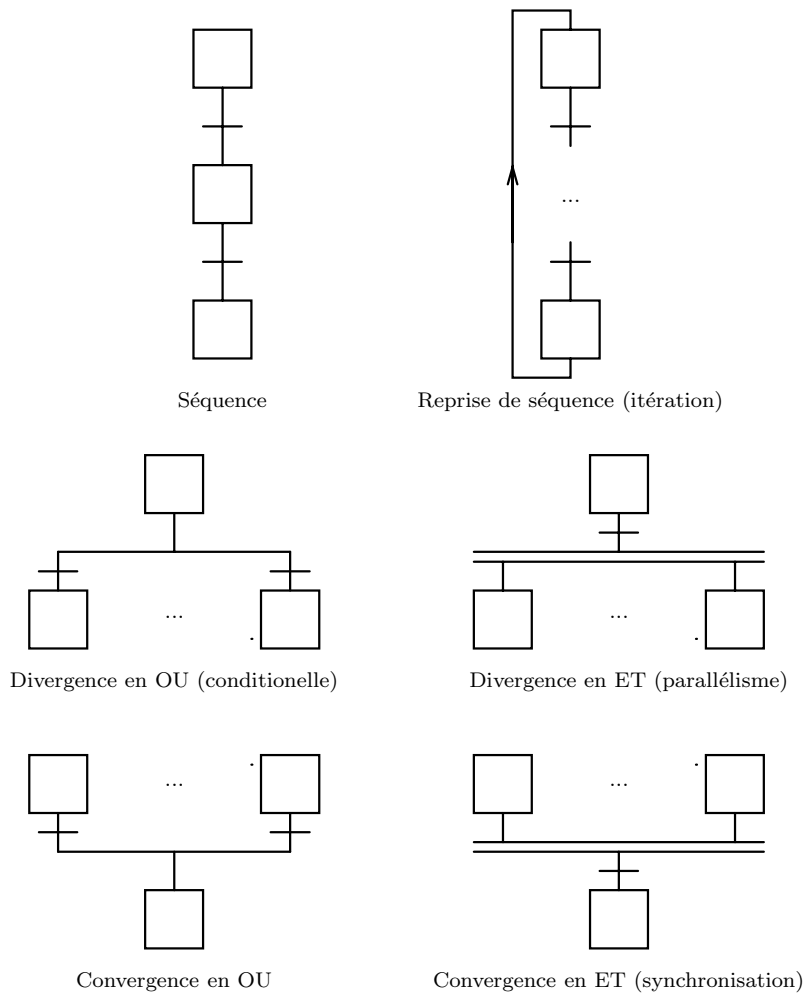 ...
Séquence
Reprise de séquence (itération)
...
...
Divergence en OU (conditionelle)
Divergence en ET (parallélisme)
...
...
Convergence en OU
Convergence en ET (synchronisation)